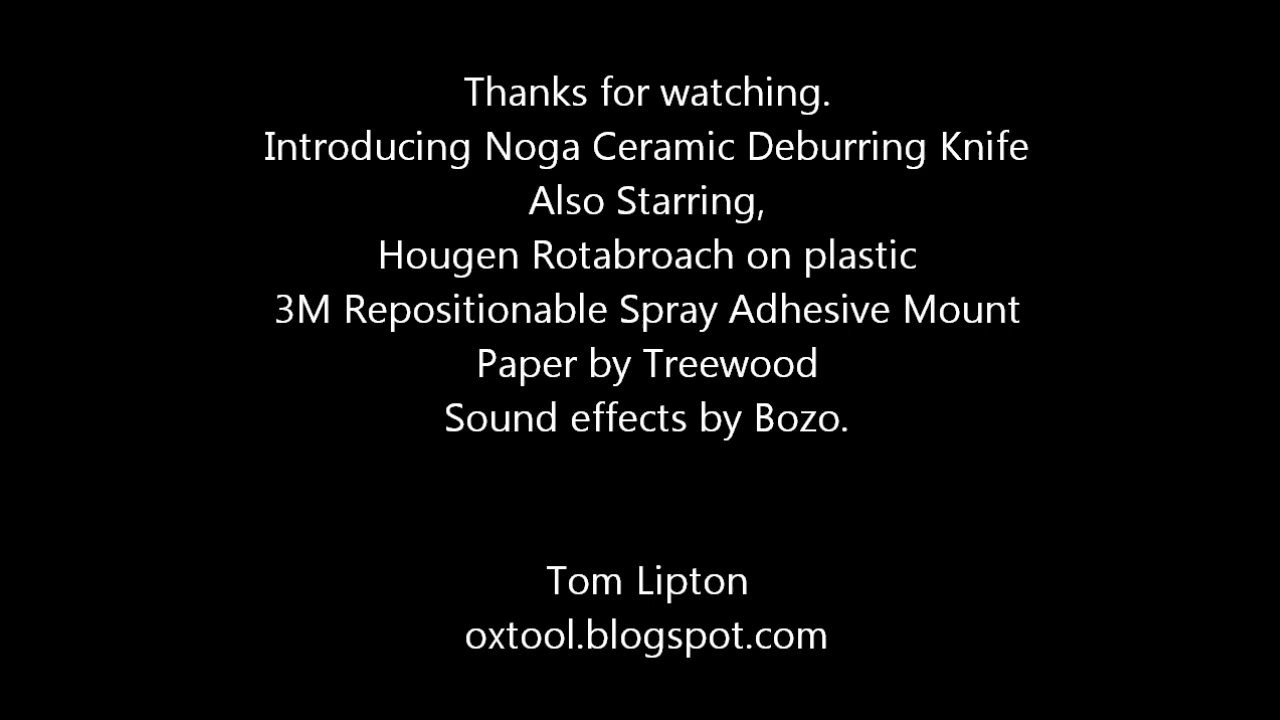 Thanks for watching.
Introducing Noga Ceramic Deburring Knife
Also Starring,
Hougen Rotabroach on plastic
3M Repositionable Spray Adhesive Mount
Paper by Treewood
Sound effects by Bozo.
Tom Lipton
oxtool.blogspot.com